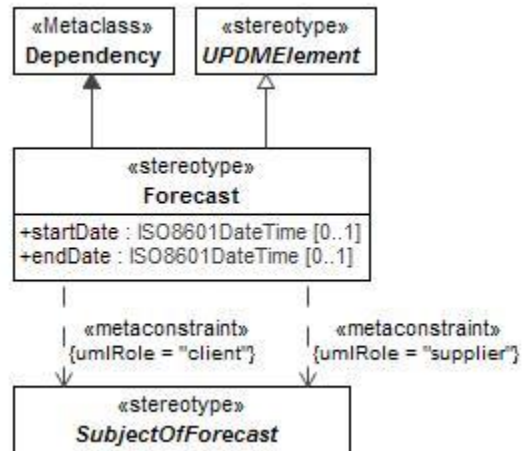 «Metaclass»
Dependency
«stereotype»
UPDMElement
«stereotype»
Forecast
+startDate : ISO8601DateTime [0..1]
+endDate : ISO8601DateTime [0..1]
«metaconstraint»
{umlRole = "client"}
«metaconstraint»
{umlRole = "supplier"}
«stereotype»
SubjectOfForecast